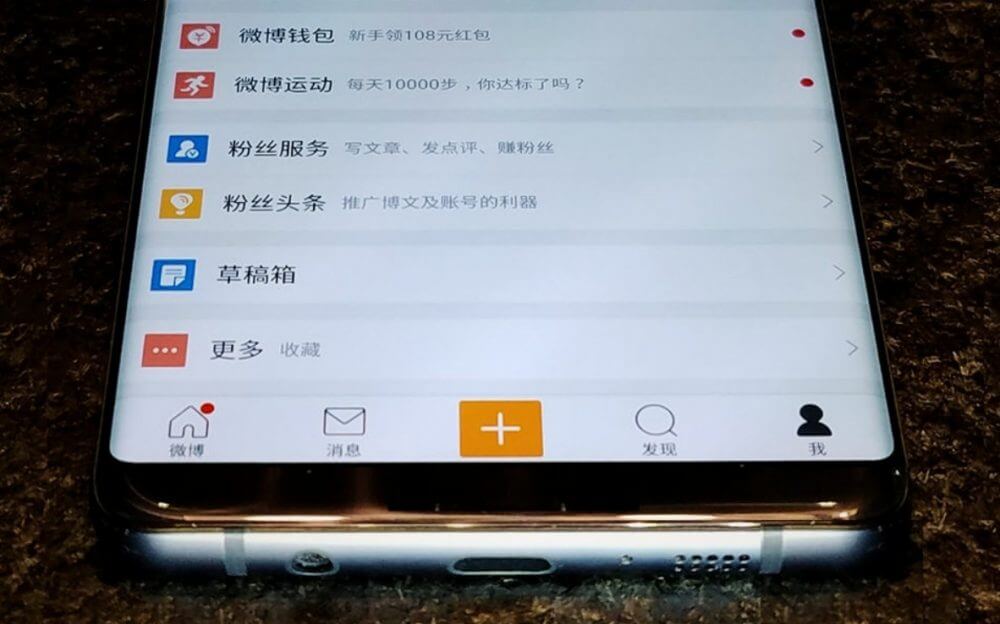 微博钱包 新手领108元红包
微博运动 每天10000步，你达标了吗？
粉丝服务 写文章、发点评、赚粉丝
粉丝头条 推广博文及账号的利器
草稿箱
更多 收藏
微博 消息 发现 我